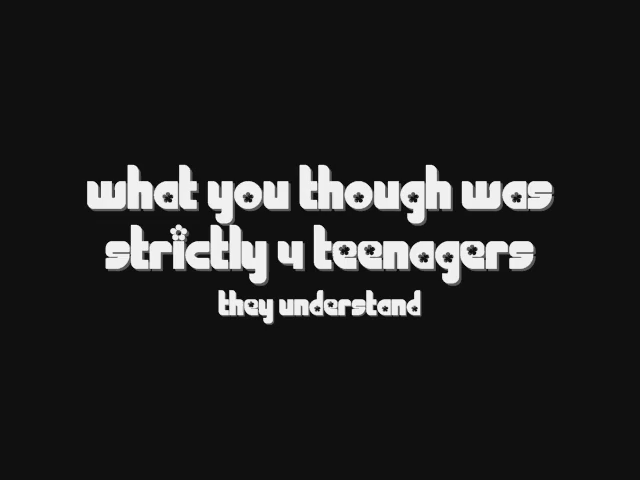 what you though was
strictly 4 teenagers
they understand